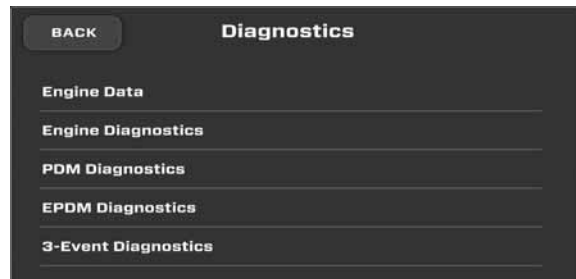 BACK
Diagnostics
Engine Data
Engine Diagnostics
PDM Diagnostics
EPDM Diagnostics
3-Event Diagnostics